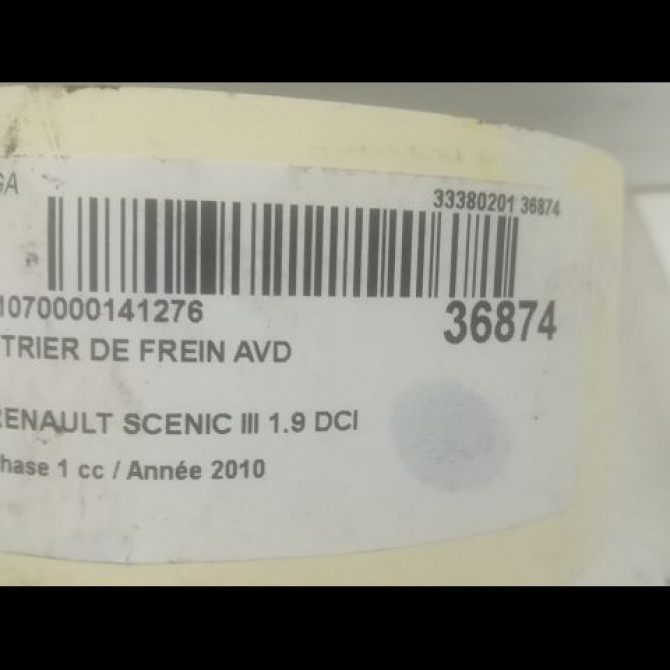 GA
33380201 36874
1070000141276
36874
TRIER DE FREIN AVD
RENAULT SCENIC III 1.9 DCI
hase 1 cc / Année 2010